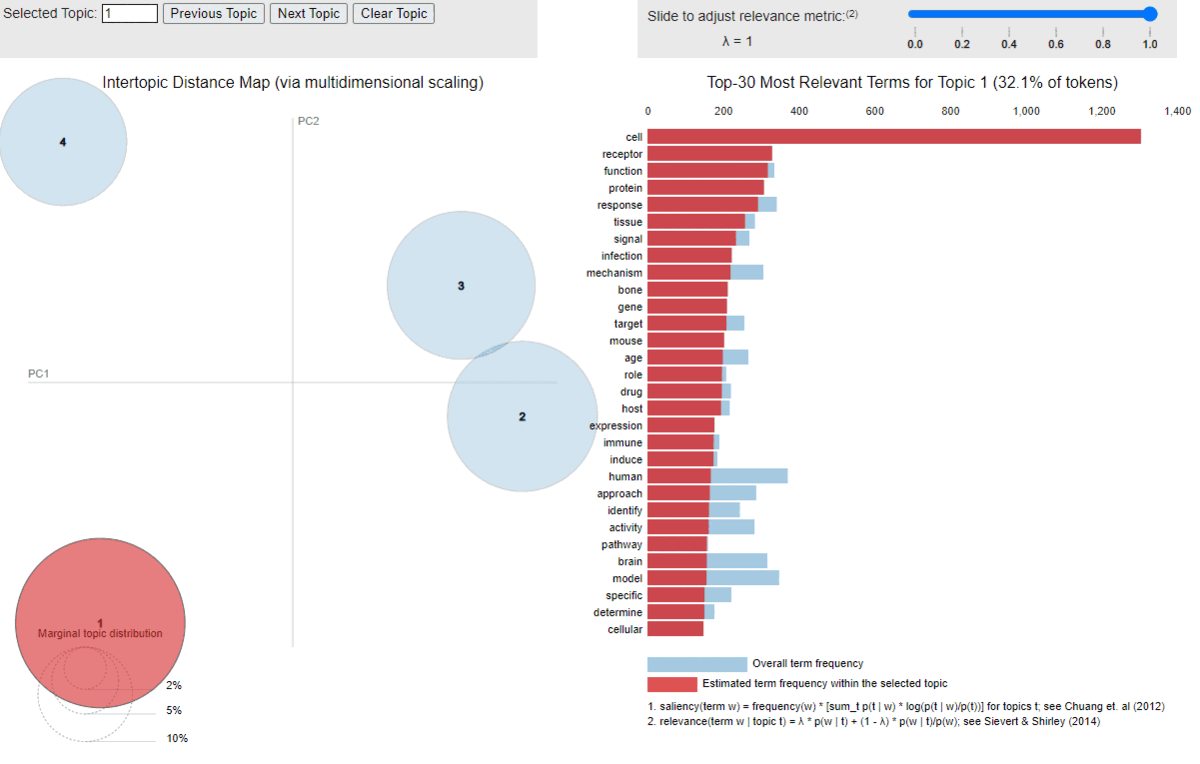 Selected Topic: 1 Previous Topic Next Topic Clear Topic
Slide to adjust relevance metric:(2)
λ = 1
0.0 0.2 0.4 0.6 0.8 1.0
Intertopic Distance Map (via multidimensional scaling)
PC2
PC1
4
3
2
1
Marginal topic distribution
2%
5%
10%
Top-30 Most Relevant Terms for Topic 1 (32.1% of tokens)
0 200 400 600 800 1,000 1,200 1,400
cell
receptor
function
protein
response
tissue
signal
infection
mechanism
bone
gene
target
mouse
age
role
drug
host
expression
immune
induce
human
approach
identify
activity
pathway
brain
model
specific
determine
cellular
Overall term frequency
Estimated term frequency within the selected topic
1. saliency(term w) = frequency(w) * [sum_t p(t | w) * log(p(t | w)/p(t))] for topics t; see Chuang et. al (2012)
2. relevance(term w | topic t) = λ * p(w | t) + (1 - λ) * p(w | t)/p(w); see Sievert & Shirley (2014)